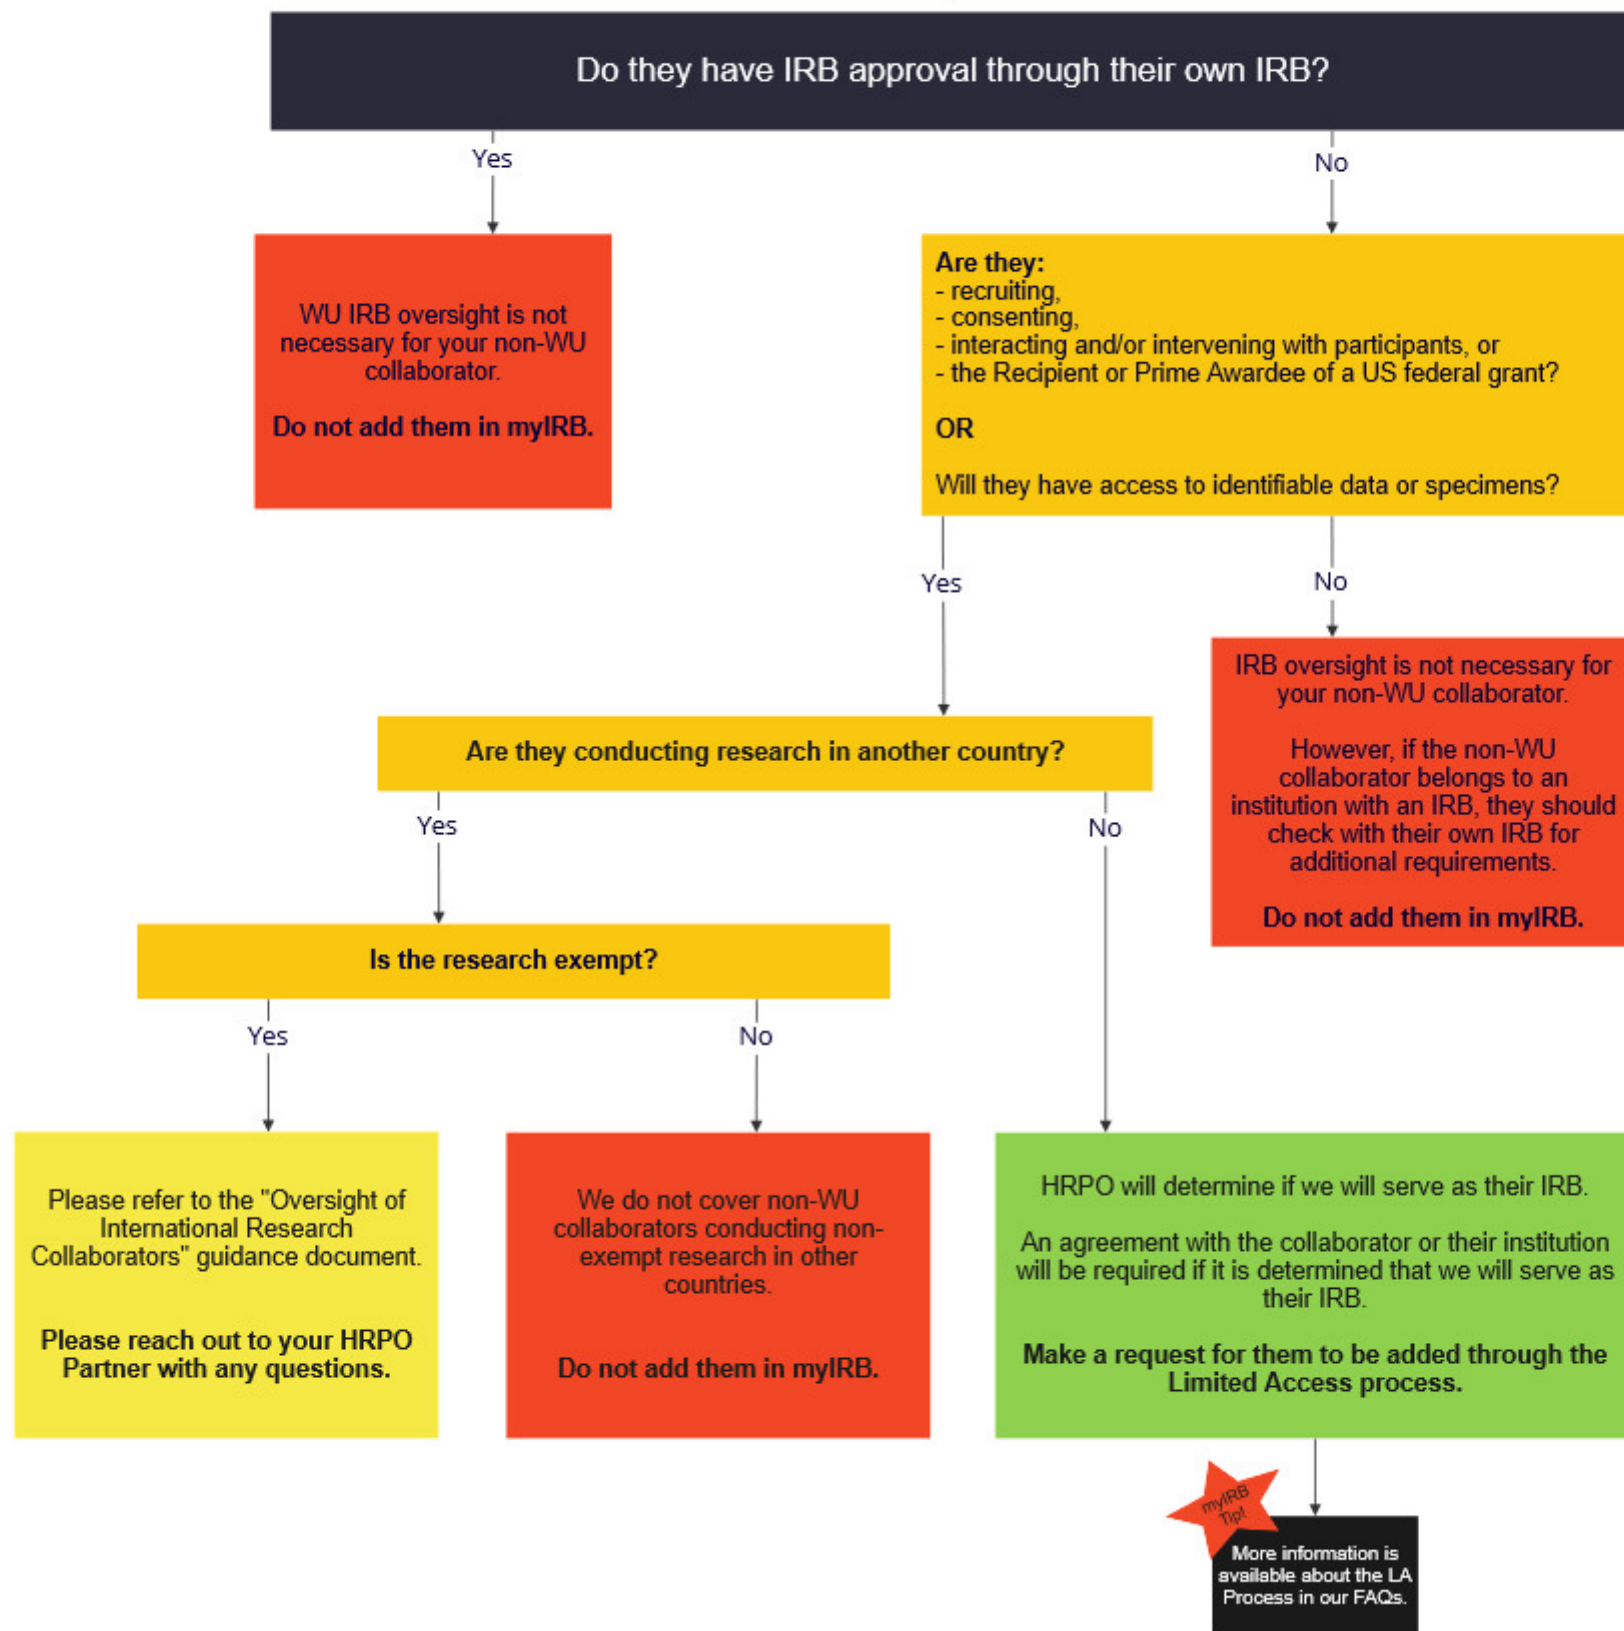 Do they have IRB approval through their own IRB?
Yes
No
WU IRB oversight is not
necessary for your non-WU
collaborator.
Do not add them in myIRB.
Are they:
- recruiting,
- consenting,
- interacting and/or intervening with participants, or
- the Recipient or Prime Awardee of a US federal grant?
OR
Will they have access to identifiable data or specimens?
Yes
No
IRB oversight is not necessary for
your non-WU collaborator.
However, if the non-WU
collaborator belongs to an
institution with an IRB, they should
check with their own IRB for
additional requirements.
Do not add them in myIRB.
Are they conducting research in another country?
Yes
No
Is the research exempt?
Yes
No
Please refer to the "Oversight of
International Research
Collaborators" guidance document.
Please reach out to your HRPO
Partner with any questions.
We do not cover non-WU
collaborators conducting non-
exempt research in other
countries.
Do not add them in myIRB.
HRPO will determine if we will serve as their IRB.
An agreement with the collaborator or their institution
will be required if it is determined that we will serve as
their IRB.
Make a request for them to be added through the
Limited Access process.
myIRB
Tip!
More information is
available about the LA
Process in our FAQs.